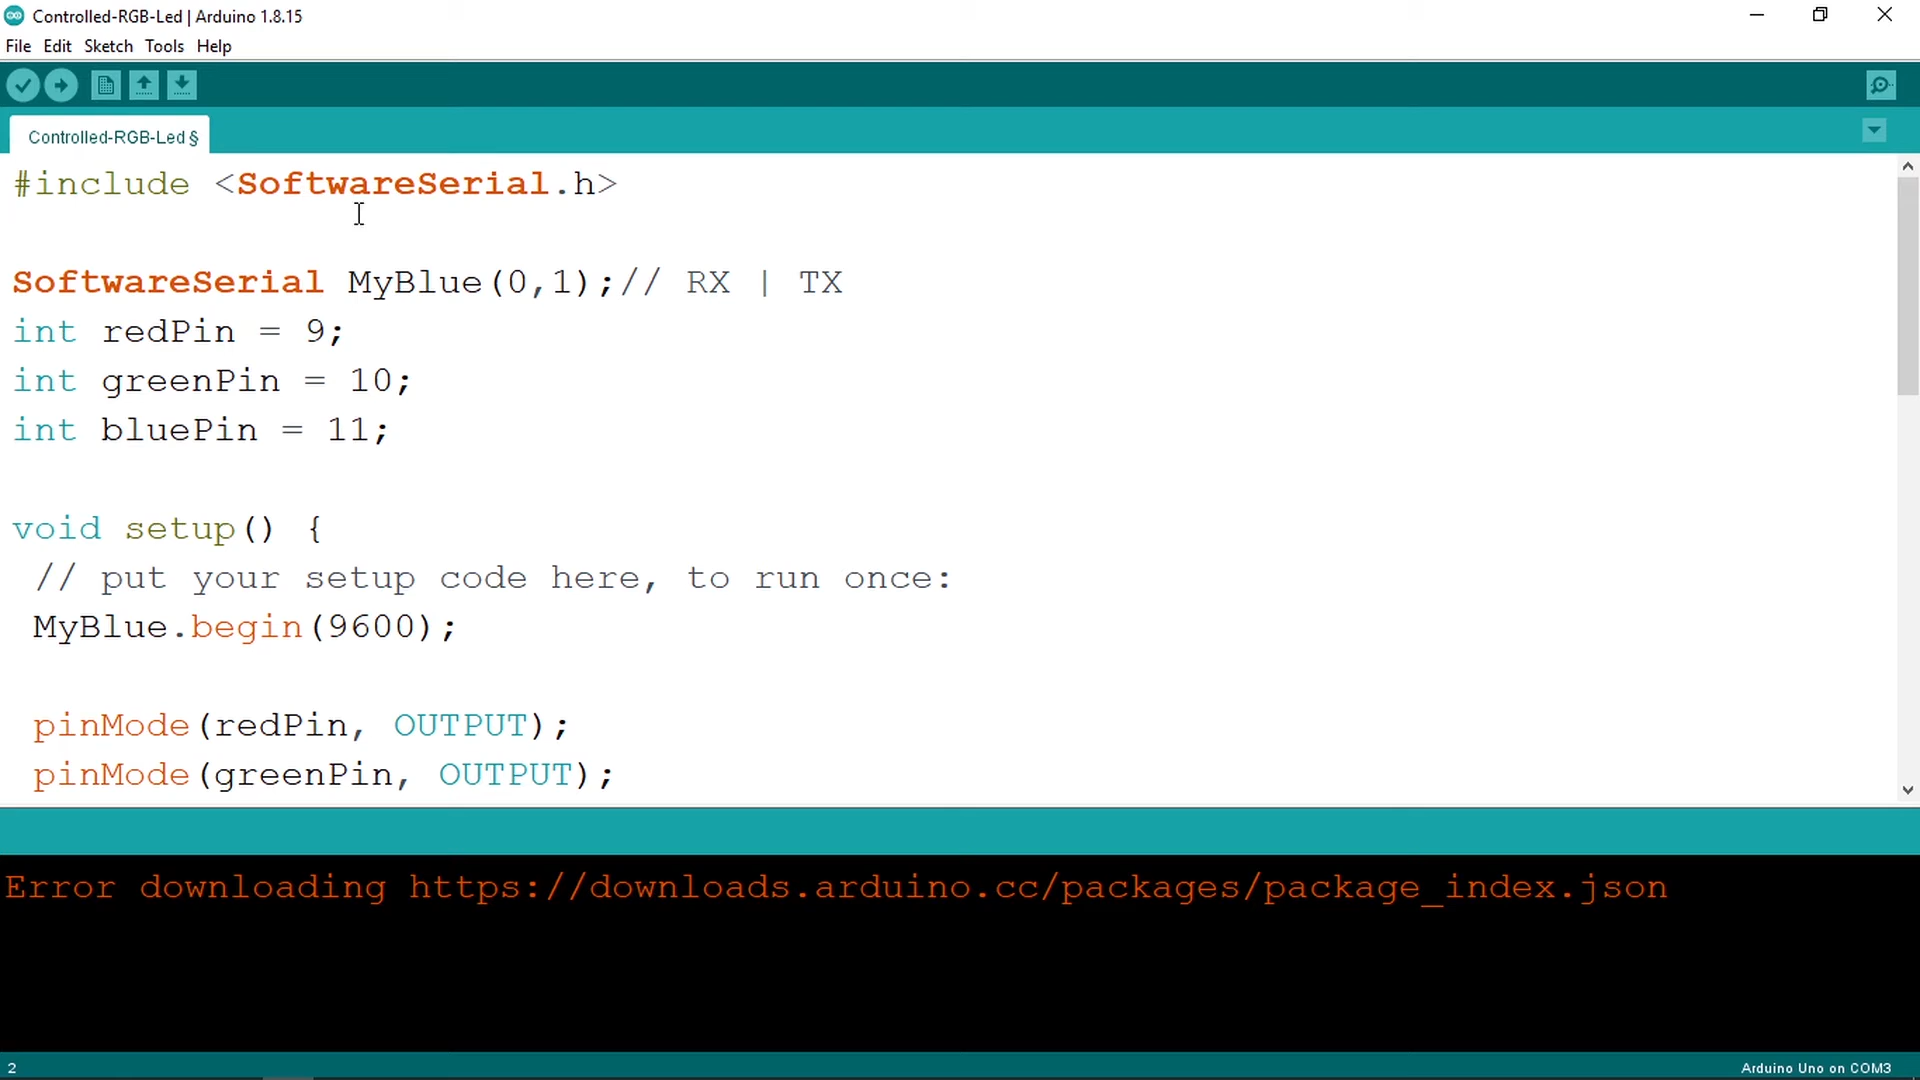 Controlled-RGB-Led | Arduino 1.8.15
File Edit Sketch Tools Help
Controlled-RGB-Led §
#include <SoftwareSerial.h>
SoftwareSerial MyBlue(0,1);// RX | TX
int redPin = 9;
int greenPin = 10;
int bluePin = 11;
void setup() {
// put your setup code here, to run once:
MyBlue.begin(9600);
pinMode(redPin, OUTPUT);
pinMode(greenPin, OUTPUT);
Error downloading https://downloads.arduino.cc/packages/package_index.json
2 Arduino Uno on COM3